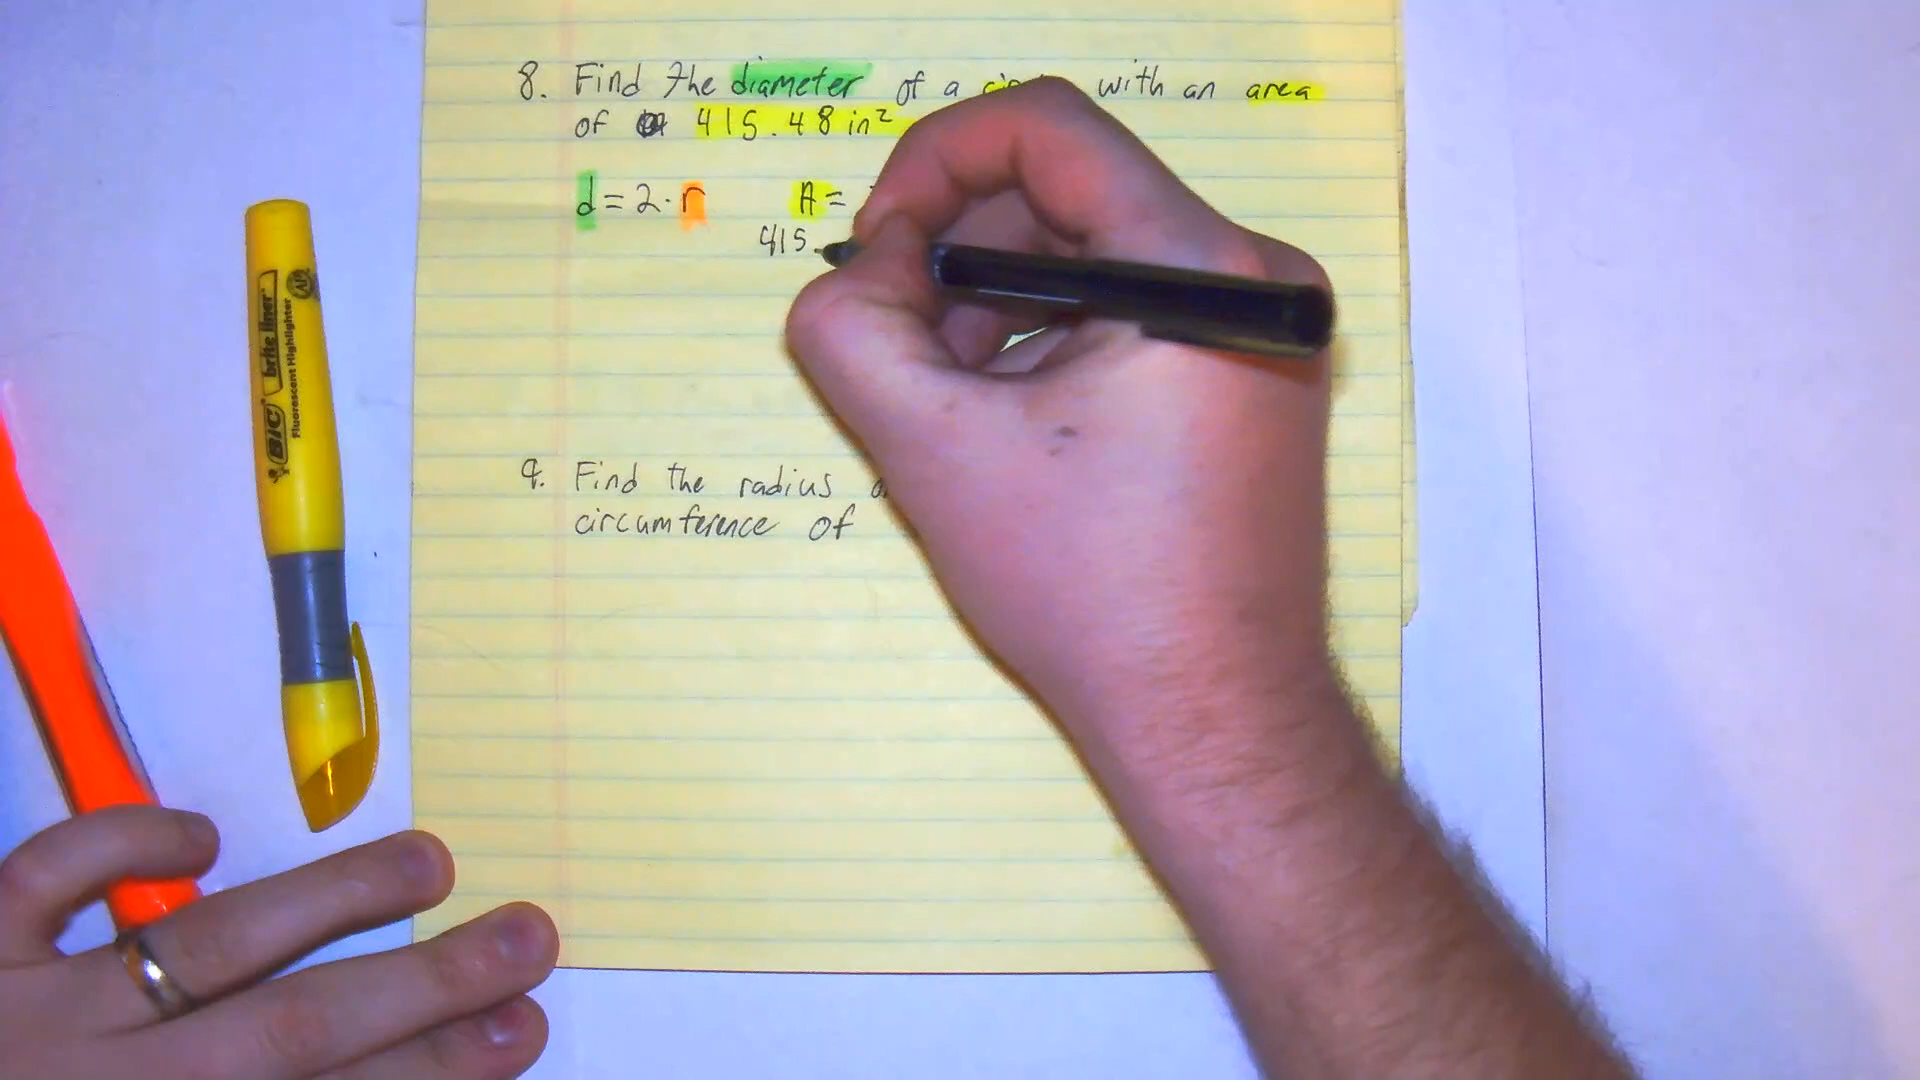 8. Find the diameter of a with an area
of 415.48 in²
d = 2 · r
A =
415.
9. Find the radius
circumference of
BIC brite liner
Fluorescent Highlighter